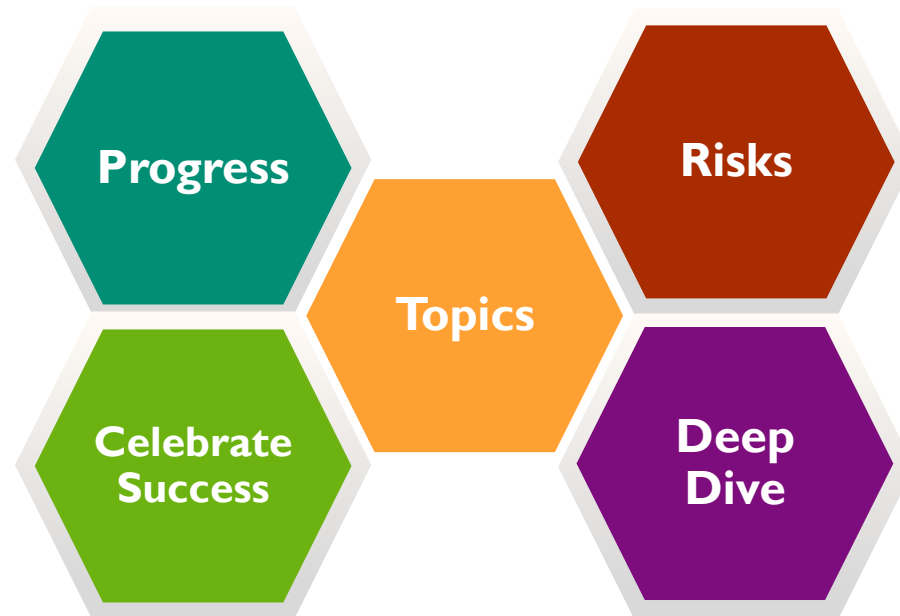 Progress
Risks
Topics
Celebrate
Success
Deep
Dive